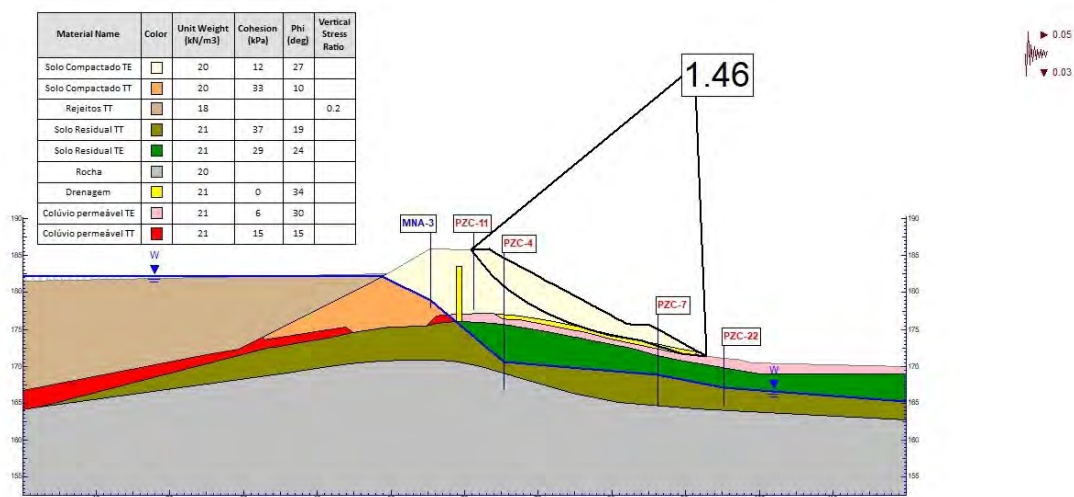 Material Name Color Unit Weight (kN/m3) Cohesion (kPa) Phi (deg) Vertical Stress Ratio
Solo Compactado TE 20 12 27
Solo Compactado TT 20 33 10
Rejeitos TT 18 0.2
Solo Residual TT 21 37 19
Solo Residual TE 21 29 24
Rocha 20
Drenagem 21 0 34
Colúvio permeável TE 21 6 30
Colúvio permeável TT 21 15 15
0.05
0.03
1.46
MNA-3
PZC-11
PZC-4
PZC-7
PZC-22
W
W
190
185
180
175
170
165
160
155
190
185
180
175
170
165
160
155